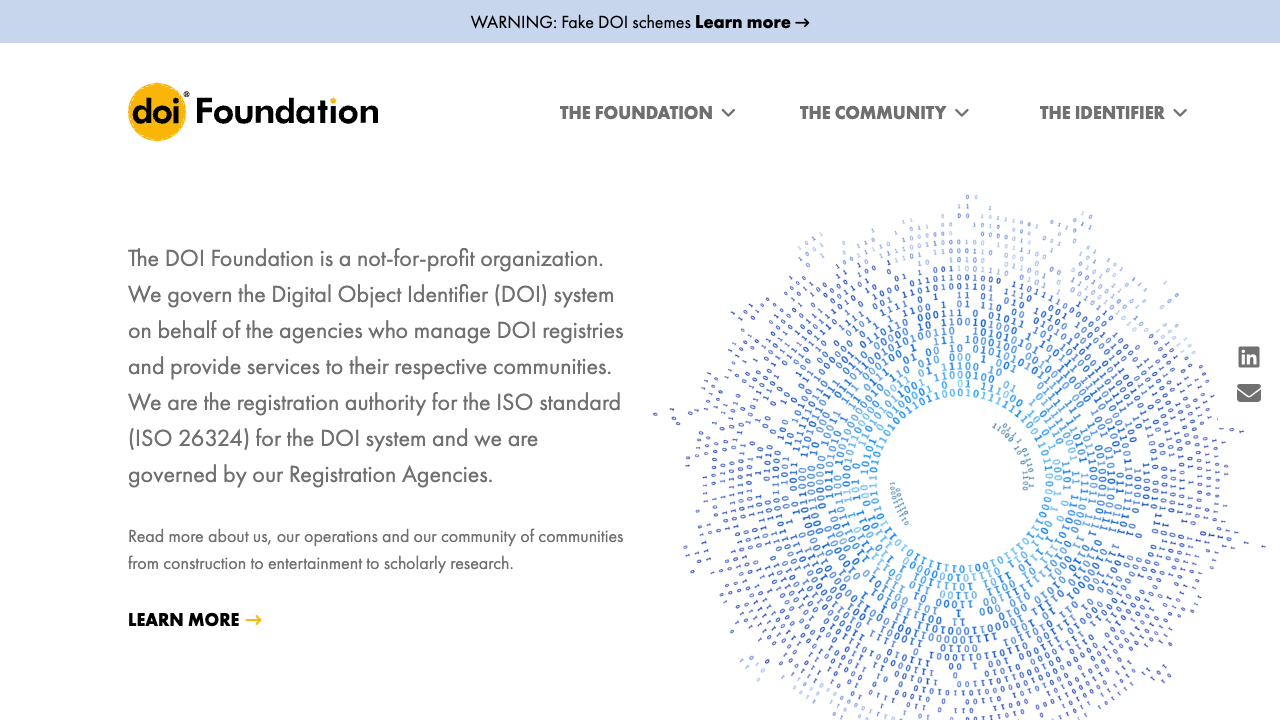 WARNING: Fake DOI schemes Learn more →
doi® Foundation
THE FOUNDATION
THE COMMUNITY
THE IDENTIFIER
The DOI Foundation is a not-for-profit organization.
We govern the Digital Object Identifier (DOI) system
on behalf of the agencies who manage DOI registries
and provide services to their respective communities.
We are the registration authority for the ISO standard
(ISO 26324) for the DOI system and we are
governed by our Registration Agencies.
Read more about us, our operations and our community of communities
from construction to entertainment to scholarly research.
LEARN MORE →